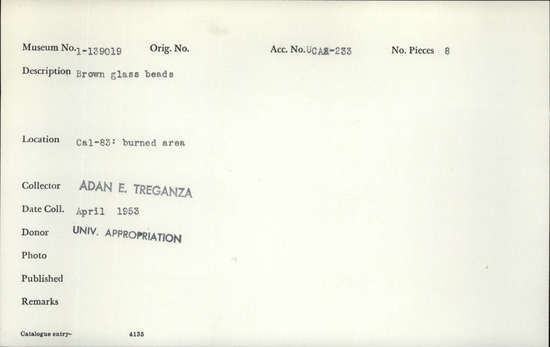 Museum No. 1-139019 Orig. No. Acc. No. UCAS-233 No. Pieces 8
Description Brown glass beads
Location Cal-83: burned area
Collector ADAN E. TREGANZA
Date Coll. April 1953
Donor UNIV. APPROPRIATION
Photo
Published
Remarks
Catalogue entry- 4135